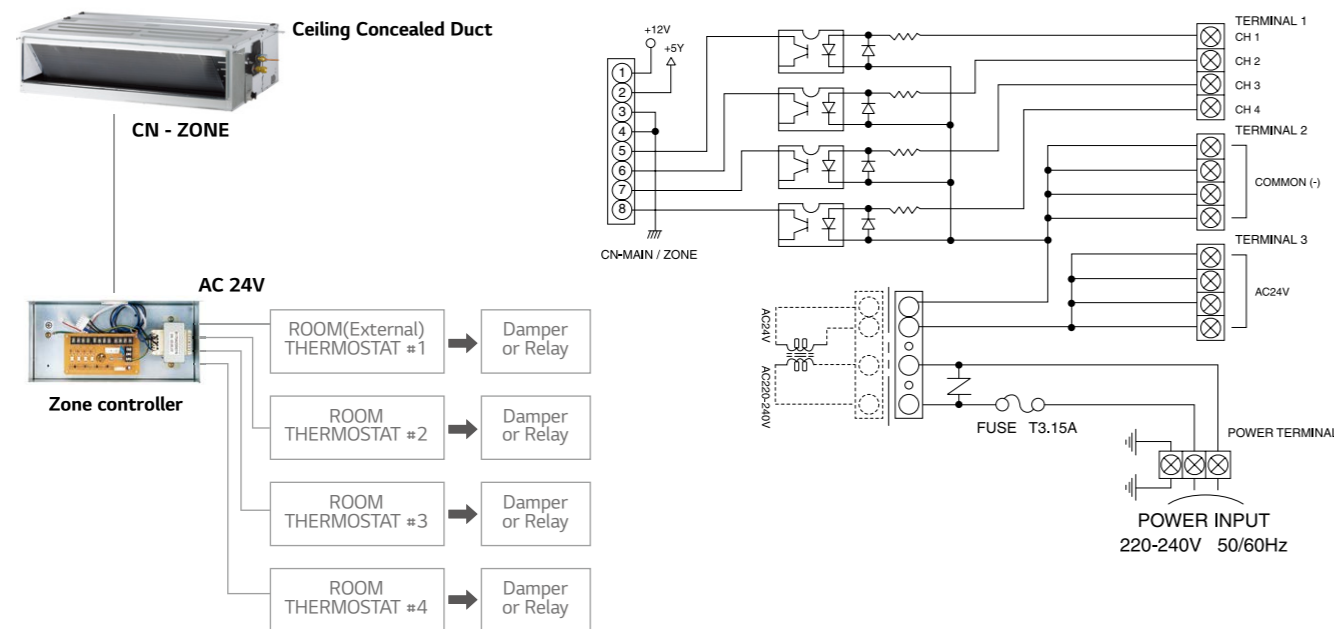 Ceiling Concealed Duct
CN - ZONE
AC 24V
Zone controller
ROOM(External)
THERMOSTAT #1
Damper
or Relay
ROOM
THERMOSTAT #2
Damper
or Relay
ROOM
THERMOSTAT #3
Damper
or Relay
ROOM
THERMOSTAT #4
Damper
or Relay
+12V
+5Y
1
2
3
4
5
6
7
8
CN-MAIN / ZONE
TERMINAL 1
CH 1
CH 2
CH 3
CH 4
TERMINAL 2
COMMON (-)
TERMINAL 3
AC24V
AC24V
AC220-240V
FUSE T3.15A
POWER TERMINAL
POWER INPUT
220-240V 50/60Hz